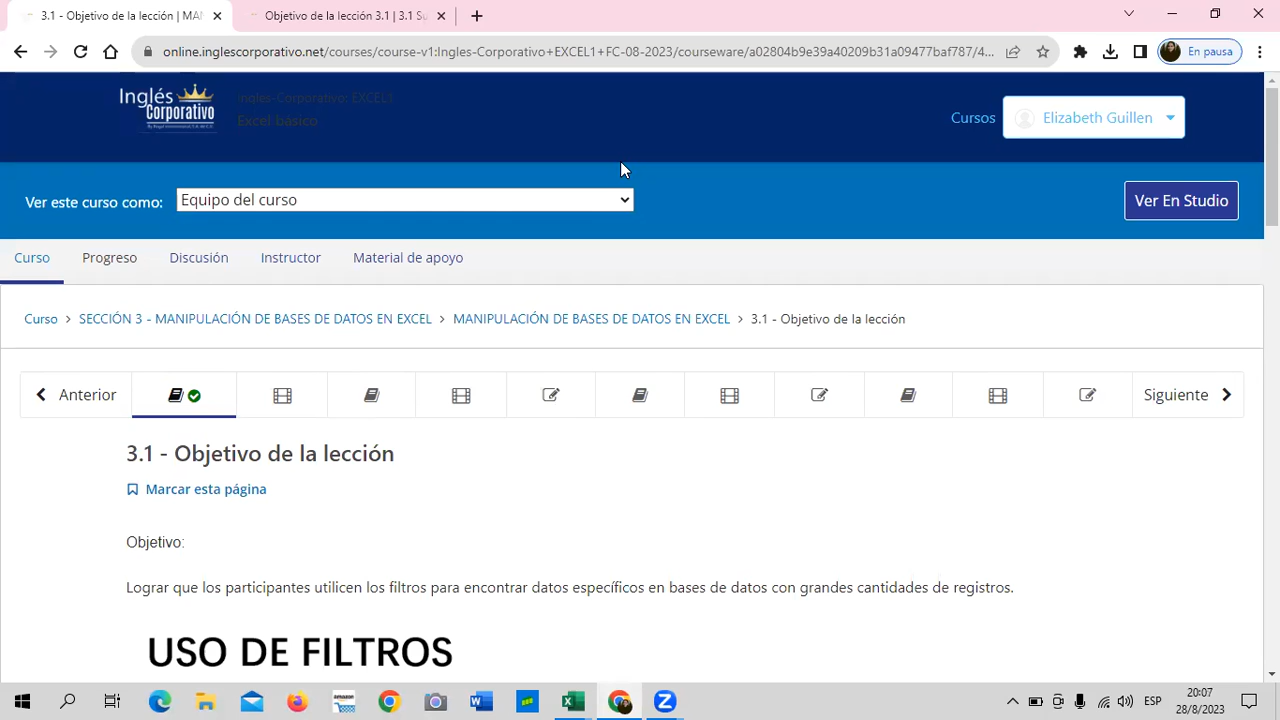 3.1 - Objetivo de la lección | MAN
Objetivo de la lección 3.1 | 3.1 Su
online.inglescorporativo.net/courses/course-v1:Ingles-Corporativo+EXCEL1+FC-08-2023/courseware/a02804b9e39a40209b31a09477baf787/4...
En pausa
Inglés
Corporativo
Ingles-Corporativo: EXCEL1
Excel básico
Cursos
Elizabeth Guillen
Ver este curso como:
Equipo del curso
Ver En Studio
Curso
Progreso
Discusión
Instructor
Material de apoyo
Curso > SECCIÓN 3 - MANIPULACIÓN DE BASES DE DATOS EN EXCEL > MANIPULACIÓN DE BASES DE DATOS EN EXCEL > 3.1 - Objetivo de la lección
Anterior
Siguiente
3.1 - Objetivo de la lección
Marcar esta página
Objetivo:
Lograr que los participantes utilicen los filtros para encontrar datos específicos en bases de datos con grandes cantidades de registros.
USO DE FILTROS
ESP
20:07
28/8/2023